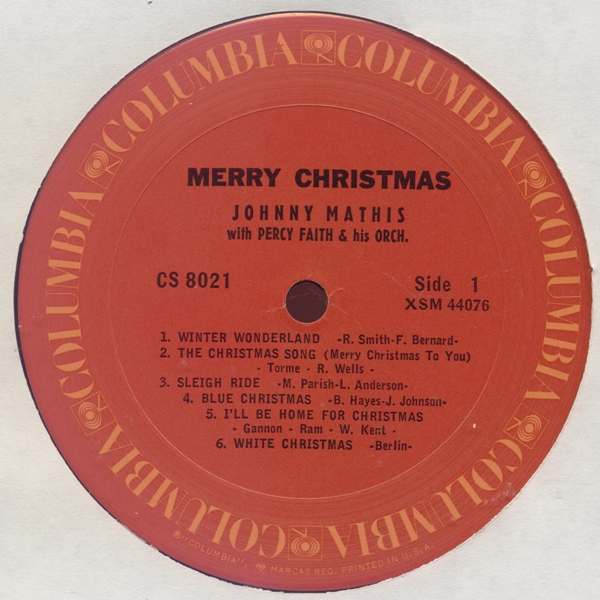 COLUMBIA COLUMBIA COLUMBIA COLUMBIA COLUMBIA COLUMBIA
MERRY CHRISTMAS
JOHNNY MATHIS
with PERCY FAITH & his ORCH.
CS 8021
Side 1
XSM 44076
1. WINTER WONDERLAND -R. Smith-F. Bernard-
2. THE CHRISTMAS SONG (Merry Christmas To You)
- Torme - R. Wells -
3. SLEIGH RIDE -M. Parish-L. Anderson-
4. BLUE CHRISTMAS -B. Hayes-J. Johnson-
5. I'LL BE HOME FOR CHRISTMAS
- Gannon - Ram - W. Kent -
6. WHITE CHRISTMAS -Berlin-
® "COLUMBIA", MARCAS REG. PRINTED IN U.S.A.